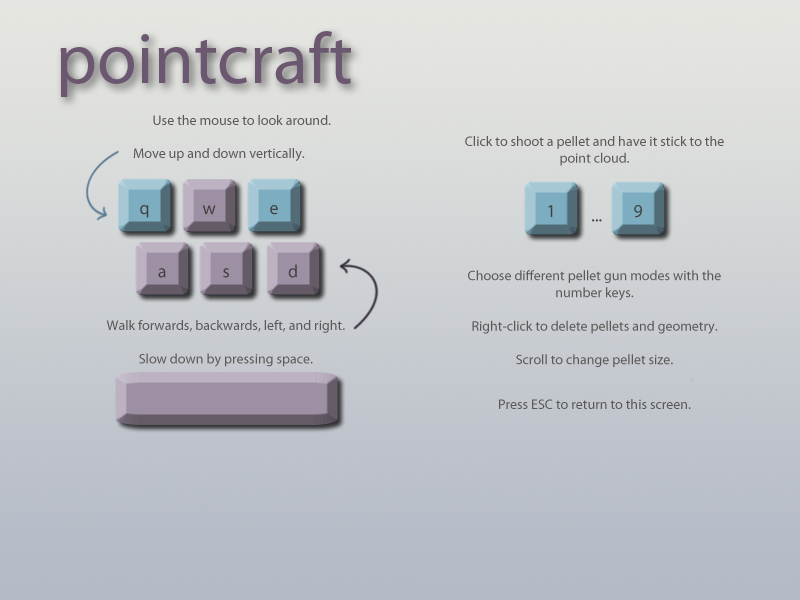 pointcraft
Use the mouse to look around.
Move up and down vertically.
q w e
a s d
Walk forwards, backwards, left, and right.
Slow down by pressing space.
Click to shoot a pellet and have it stick to the
point cloud.
1 ... 9
Choose different pellet gun modes with the
number keys.
Right-click to delete pellets and geometry.
Scroll to change pellet size.
Press ESC to return to this screen.